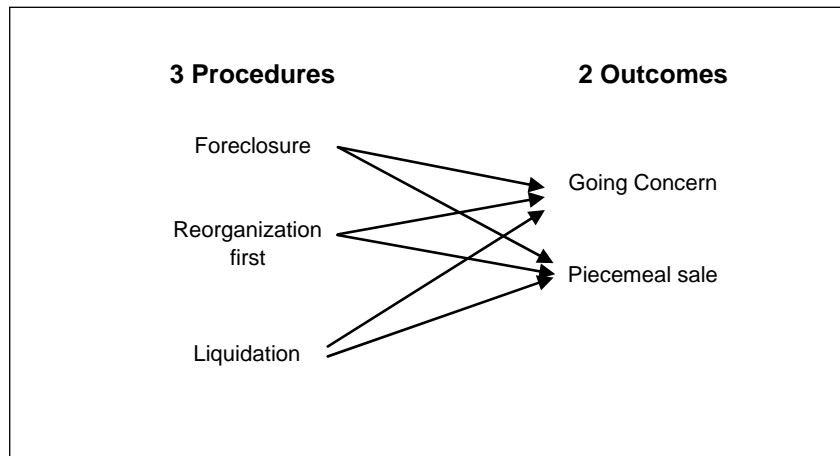 3 Procedures
2 Outcomes
Foreclosure
Going Concern
Reorganization
first
Piecemeal sale
Liquidation